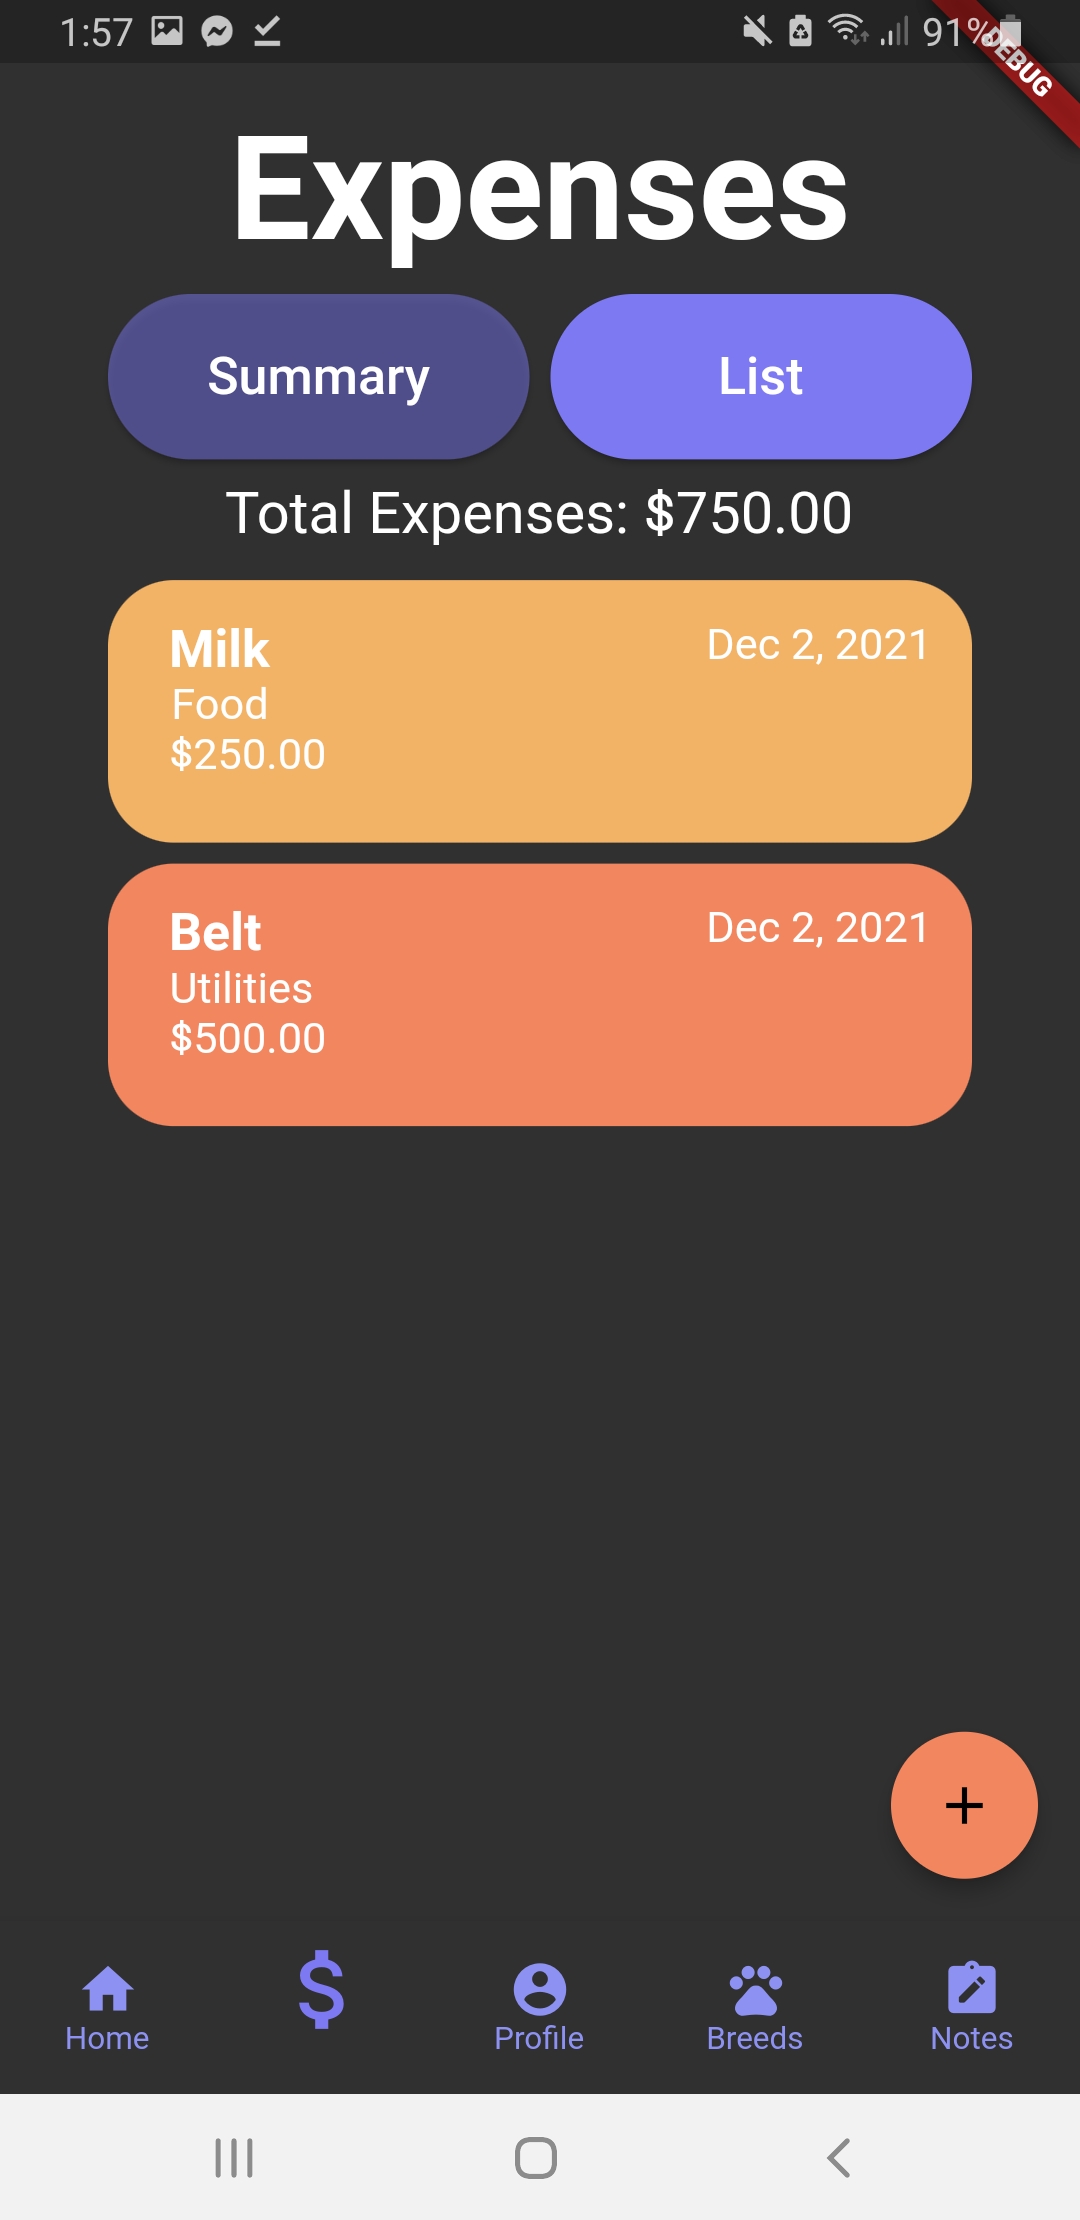 1:57
91%
DEBUG
Expenses
Summary
List
Total Expenses: $750.00
Milk
Dec 2, 2021
Food
$250.00
Belt
Dec 2, 2021
Utilities
$500.00
Home
Profile
Breeds
Notes